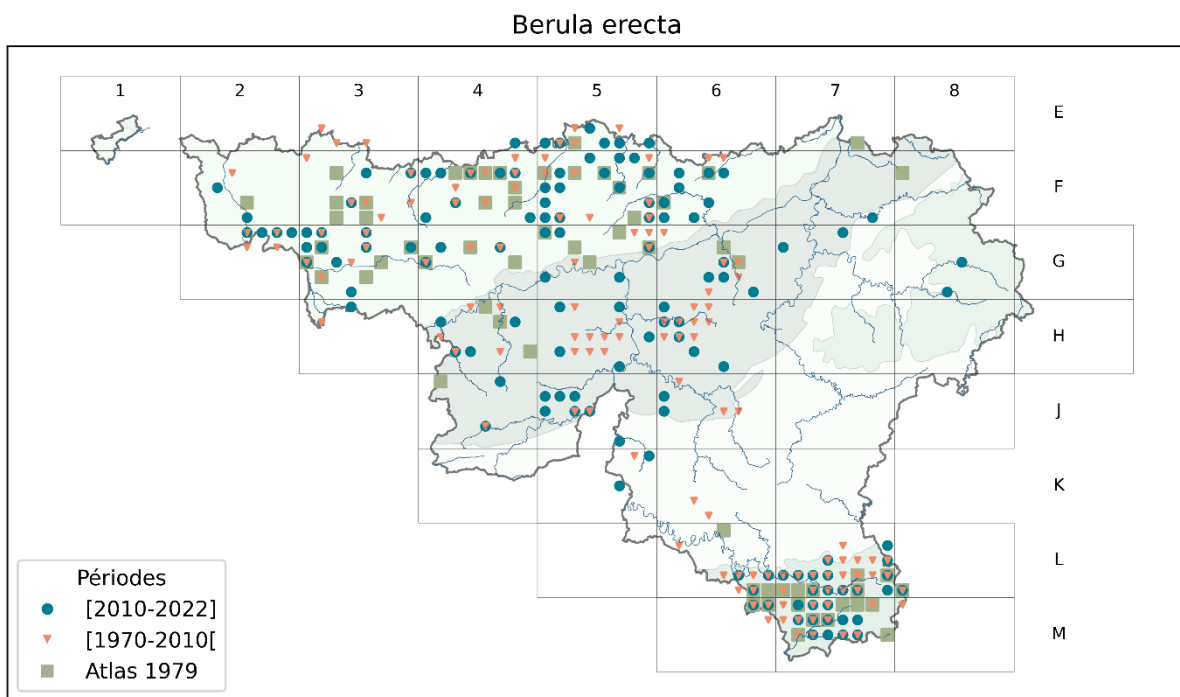 Berula erecta
1 2 3 4 5 6 7 8
E
F
G
H
J
K
L
M
Périodes
[2010-2022]
[1970-2010[
Atlas 1979